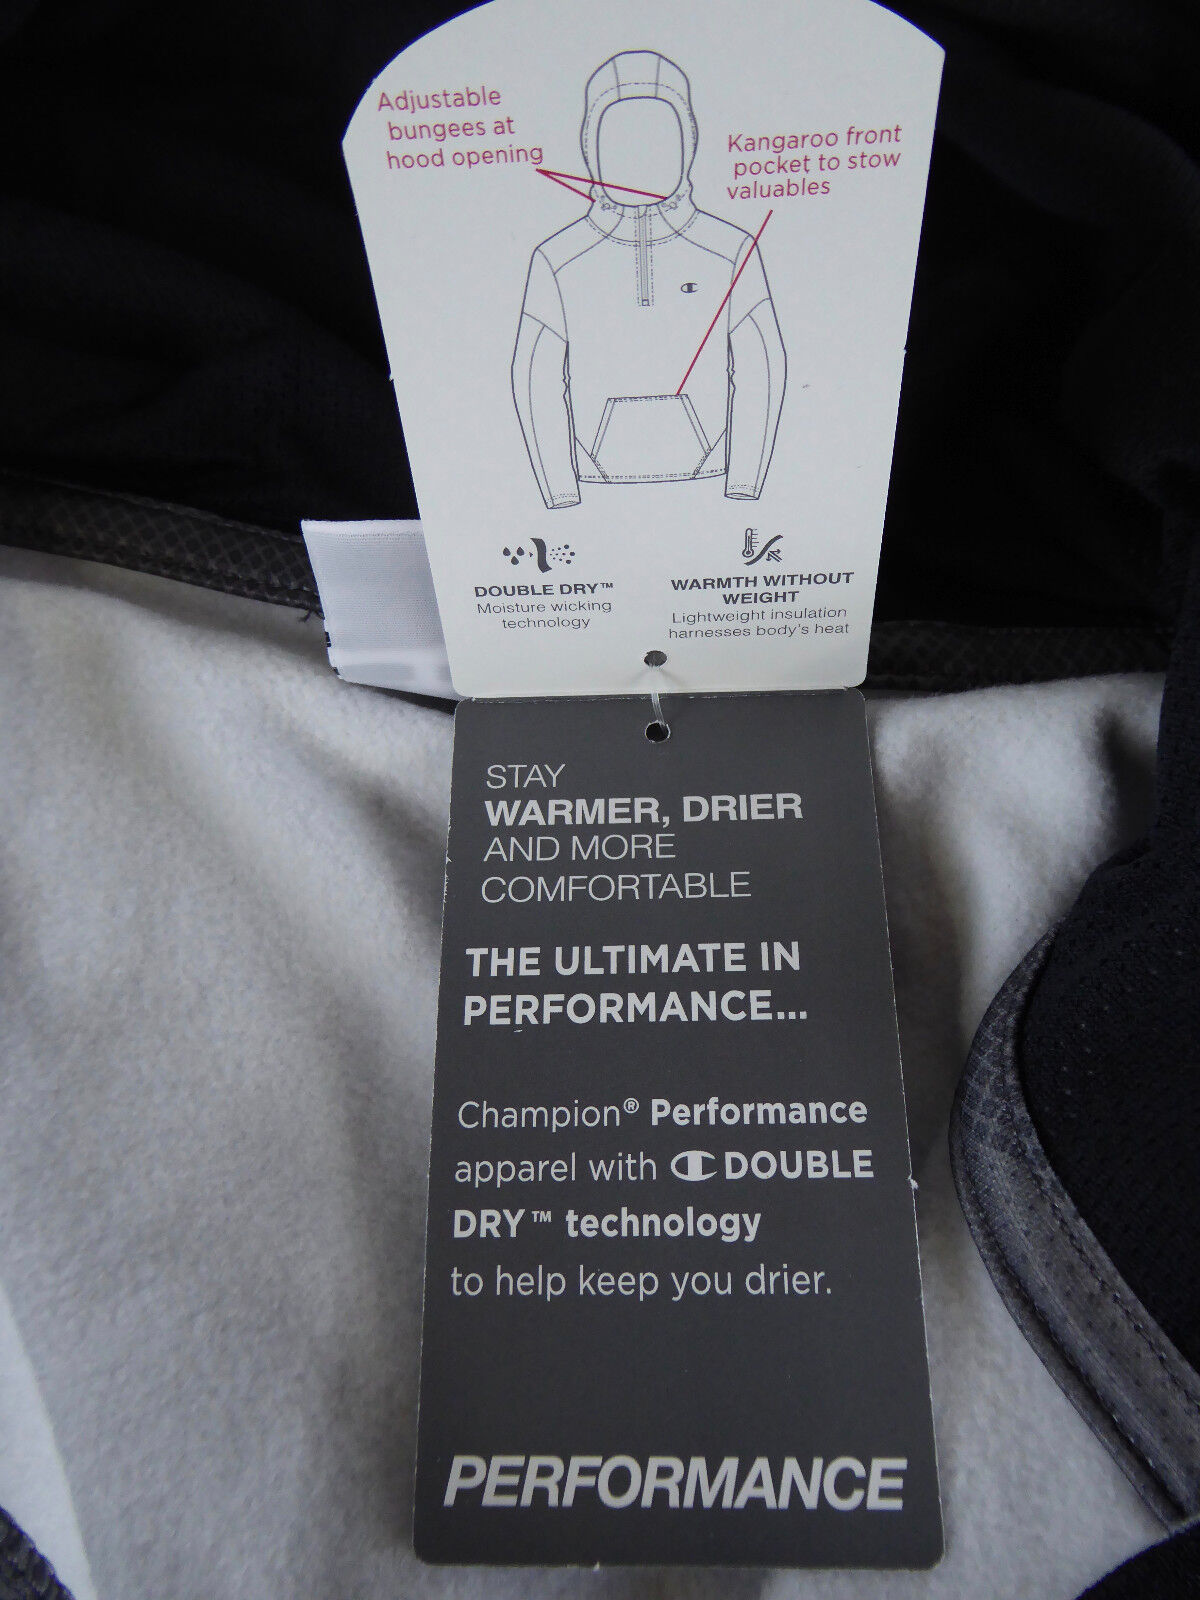 Adjustable
bungees at
hood opening
Kangaroo front
pocket to stow
valuables
DOUBLE DRY™
Moisture wicking
technology
WARMTH WITHOUT
WEIGHT
Lightweight insulation
harnesses body's heat
STAY
WARMER, DRIER
AND MORE
COMFORTABLE
THE ULTIMATE IN
PERFORMANCE...
Champion® Performance
apparel with DOUBLE
DRY™ technology
to help keep you drier.
PERFORMANCE